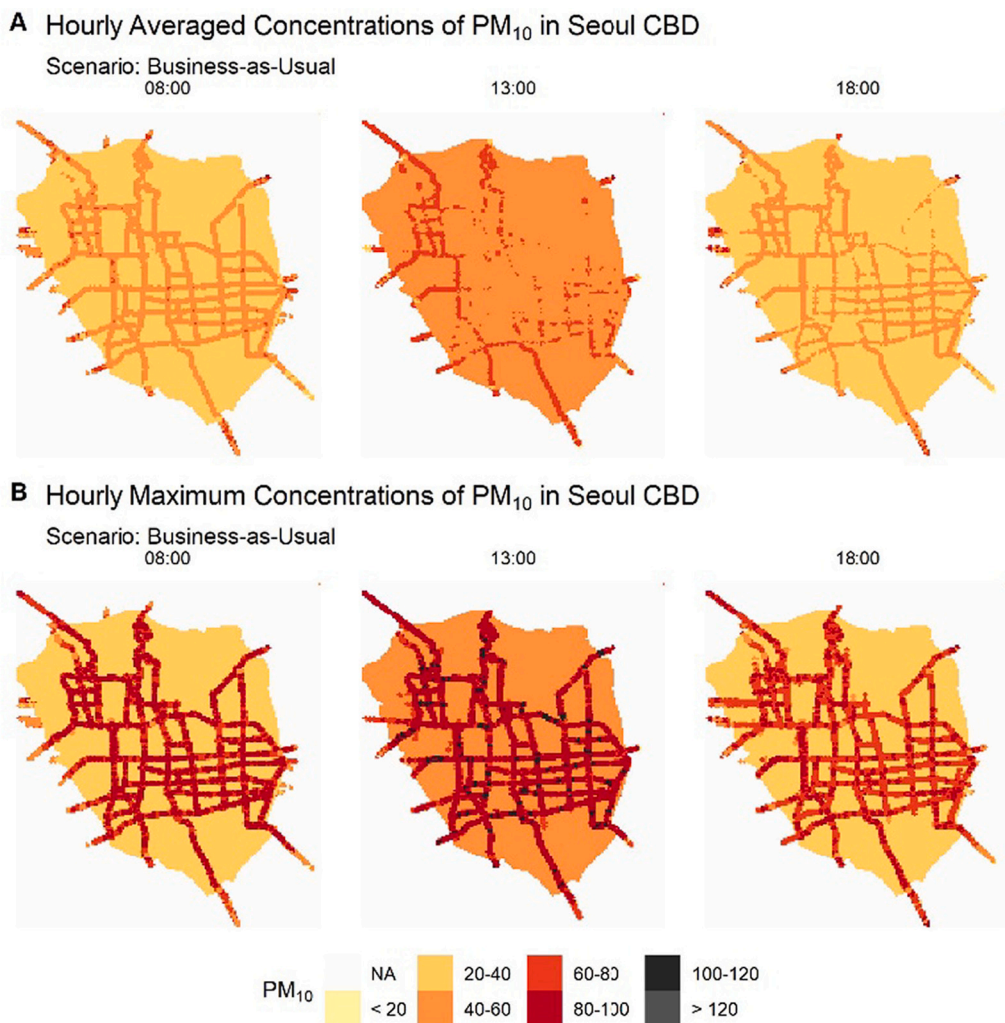 A Hourly Averaged Concentrations of PM₁₀ in Seoul CBD
Scenario: Business-as-Usual
08:00 13:00 18:00
B Hourly Maximum Concentrations of PM₁₀ in Seoul CBD
Scenario: Business-as-Usual
08:00 13:00 18:00
PM₁₀
NA 20-40 60-80 100-120
< 20 40-60 80-100 > 120